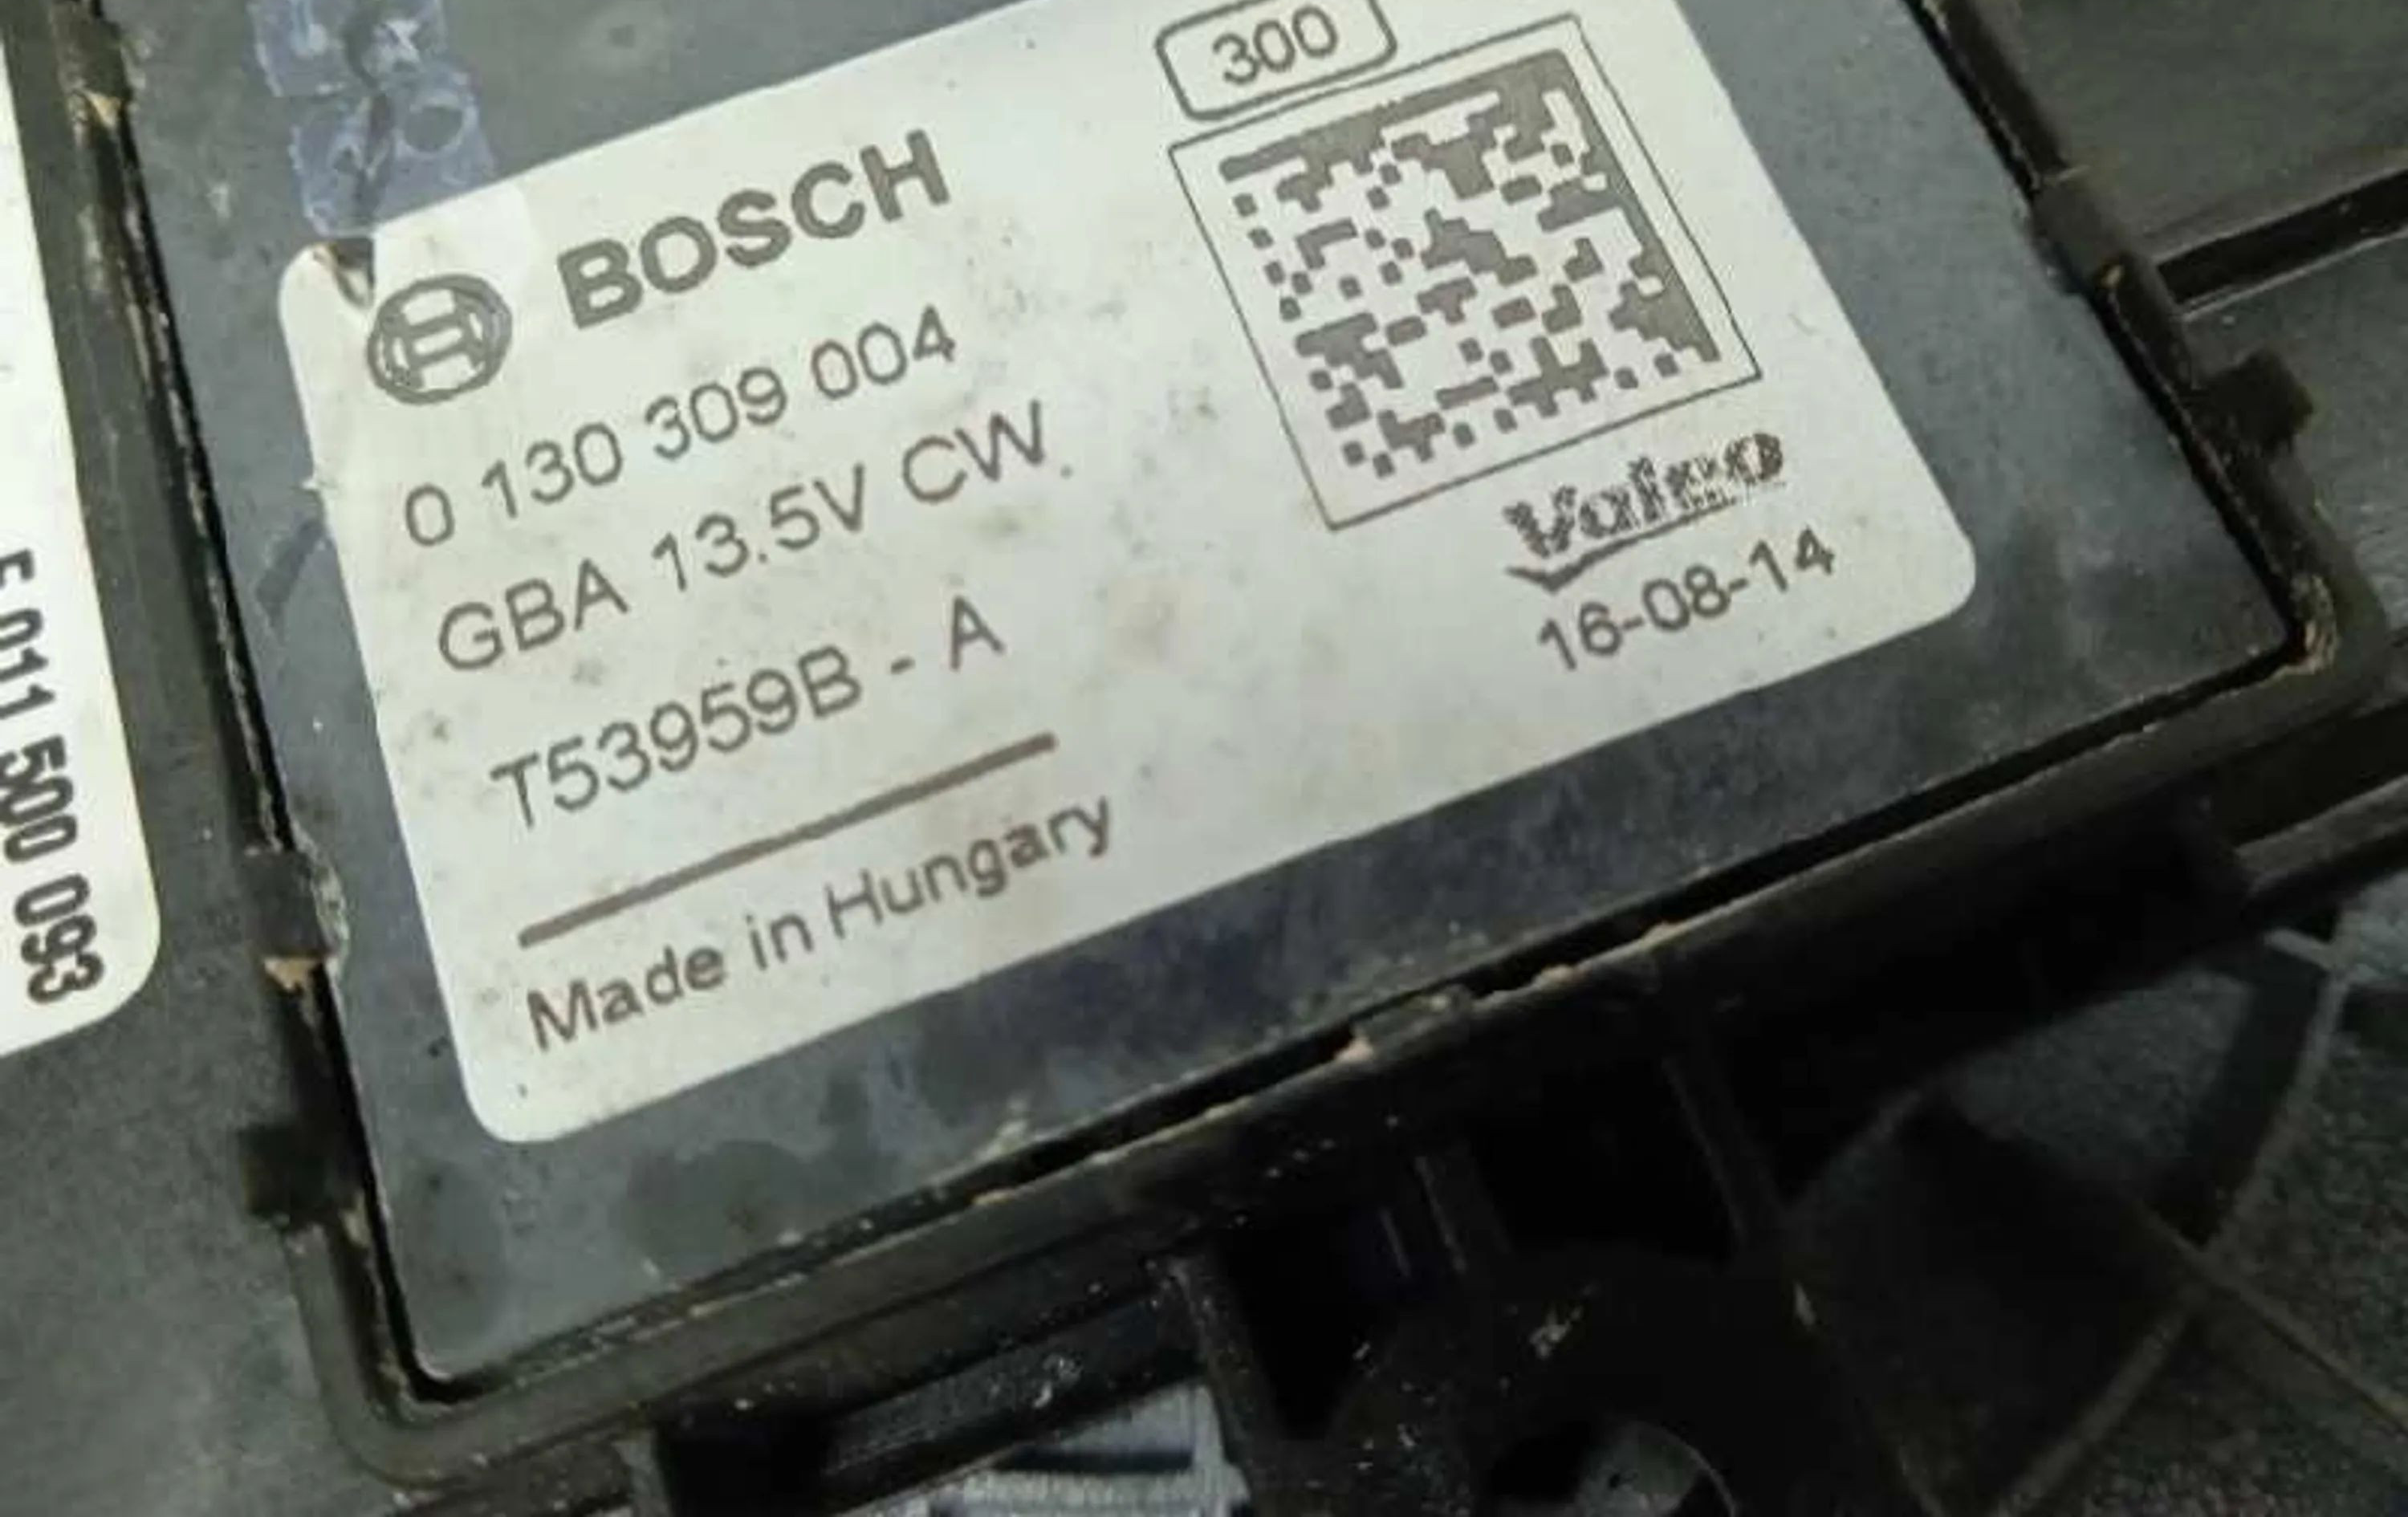 300
BOSCH
0 130 309 004
GBA 13.5V CW.
T53959B - A
Made in Hungary
Valeo
16-08-14
011 500 093